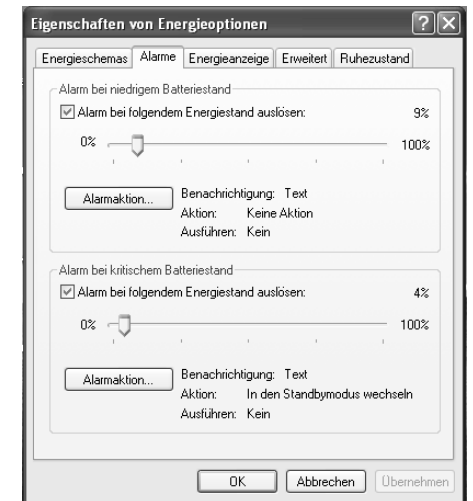 Eigenschaften von Energieoptionen
Energieschemas Alarme Energieanzeige Erweitert Ruhezustand
Alarm bei niedrigem Batteriestand
Alarm bei folgendem Energiestand auslösen: 9%
0% 100%
Alarmaktion... Benachrichtigung: Text
Aktion: Keine Aktion
Ausführen: Kein
Alarm bei kritischem Batteriestand
Alarm bei folgendem Energiestand auslösen: 4%
0% 100%
Alarmaktion... Benachrichtigung: Text
Aktion: In den Standbymodus wechseln
Ausführen: Kein
OK Abbrechen Übernehmen